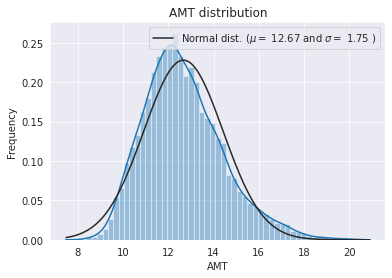 AMT distribution
Normal dist. (μ = 12.67 and σ = 1.75 )
Frequency
0.25
0.20
0.15
0.10
0.05
0.00
8 10 12 14 16 18 20
AMT